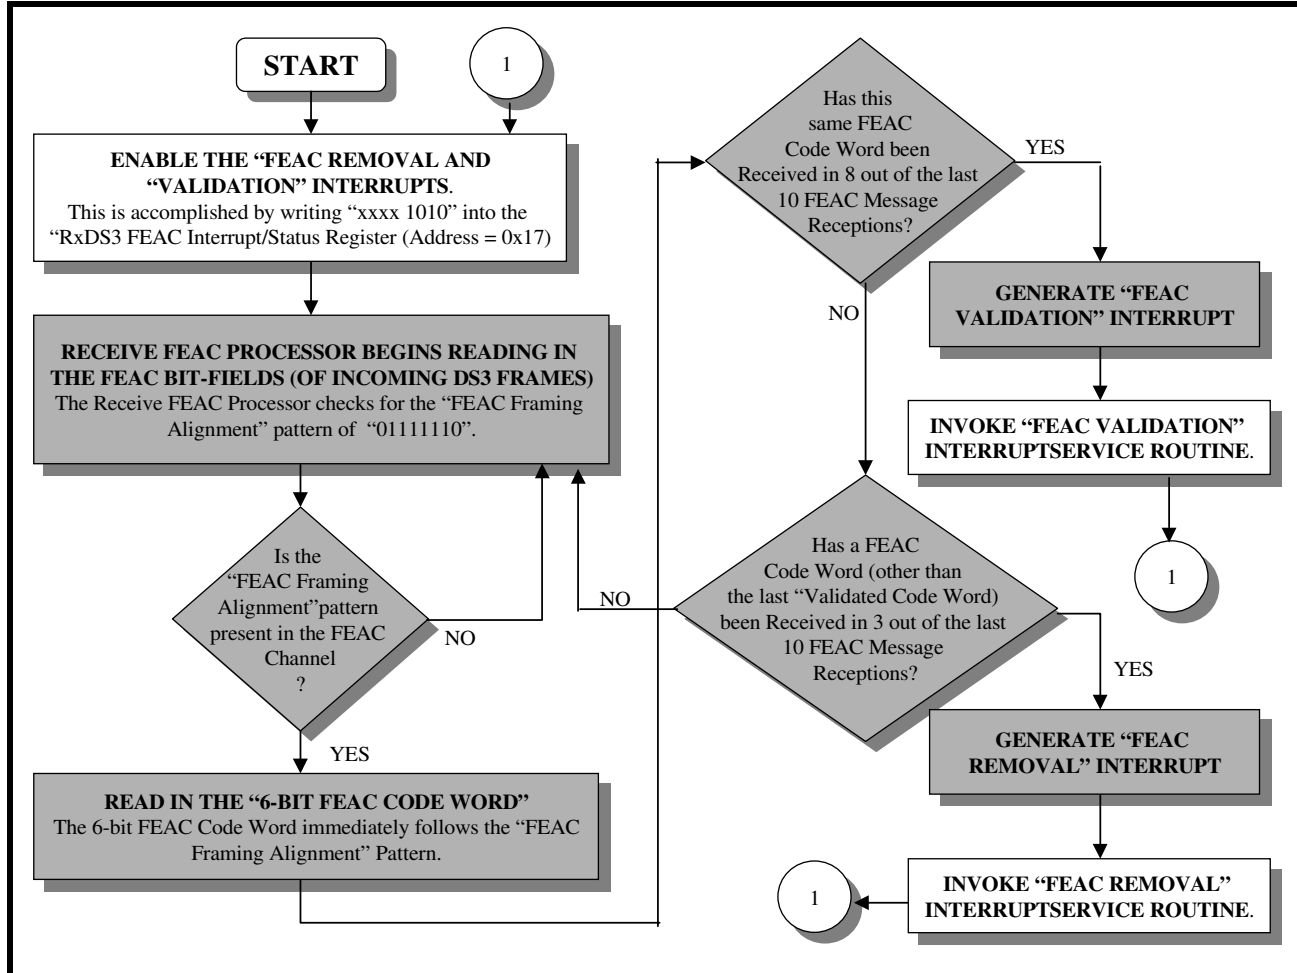 START
1
ENABLE THE “FEAC REMOVAL AND
“VALIDATION” INTERRUPTS.
This is accomplished by writing “xxxx 1010” into the
“RxDS3 FEAC Interrupt/Status Register (Address = 0x17)
RECEIVE FEAC PROCESSOR BEGINS READING IN
THE FEAC BIT-FIELDS (OF INCOMING DS3 FRAMES)
The Receive FEAC Processor checks for the “FEAC Framing
Alignment” pattern of “01111110”.
Is the
“FEAC Framing
Alignment”pattern
present in the FEAC
Channel
?
NO
YES
READ IN THE “6-BIT FEAC CODE WORD”
The 6-bit FEAC Code Word immediately follows the “FEAC
Framing Alignment” Pattern.
Has this
same FEAC
Code Word been
Received in 8 out of the last
10 FEAC Message
Receptions?
YES
NO
GENERATE “FEAC
VALIDATION” INTERRUPT
INVOKE “FEAC VALIDATION”
INTERRUPTSERVICE ROUTINE.
1
Has a FEAC
Code Word (other than
the last “Validated Code Word)
been Received in 3 out of the last
10 FEAC Message
Receptions?
NO
YES
GENERATE “FEAC
REMOVAL” INTERRUPT
INVOKE “FEAC REMOVAL”
INTERRUPTSERVICE ROUTINE.
1